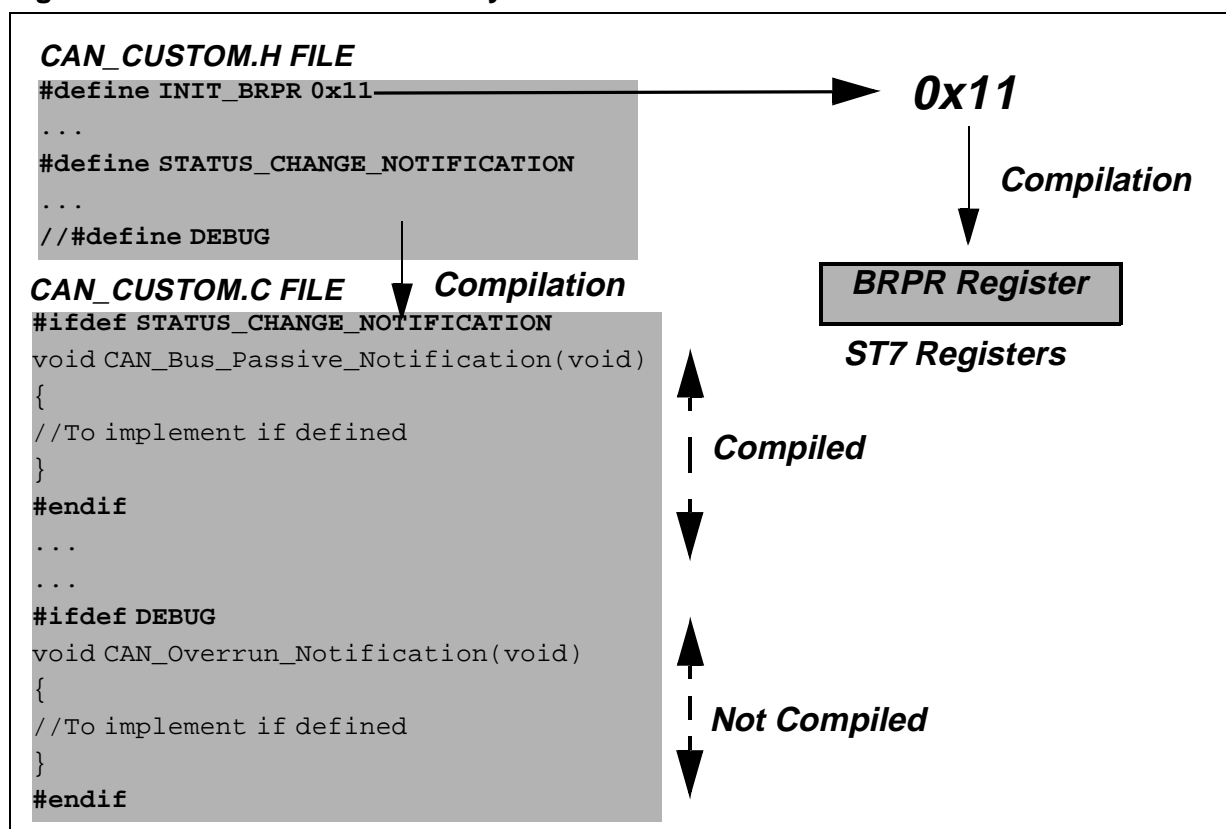 CAN_CUSTOM.H FILE
#define INIT_BRPR 0x11
...
#define STATUS_CHANGE_NOTIFICATION
...
//#define DEBUG
0x11
Compilation
BRPR Register
ST7 Registers
Compilation
CAN_CUSTOM.C FILE
#ifdef STATUS_CHANGE_NOTIFICATION
void CAN_Bus_Passive_Notification(void)
{
//To implement if defined
}
#endif
...
...
#ifdef DEBUG
void CAN_Overrun_Notification(void)
{
//To implement if defined
}
#endif
Compiled
Not Compiled